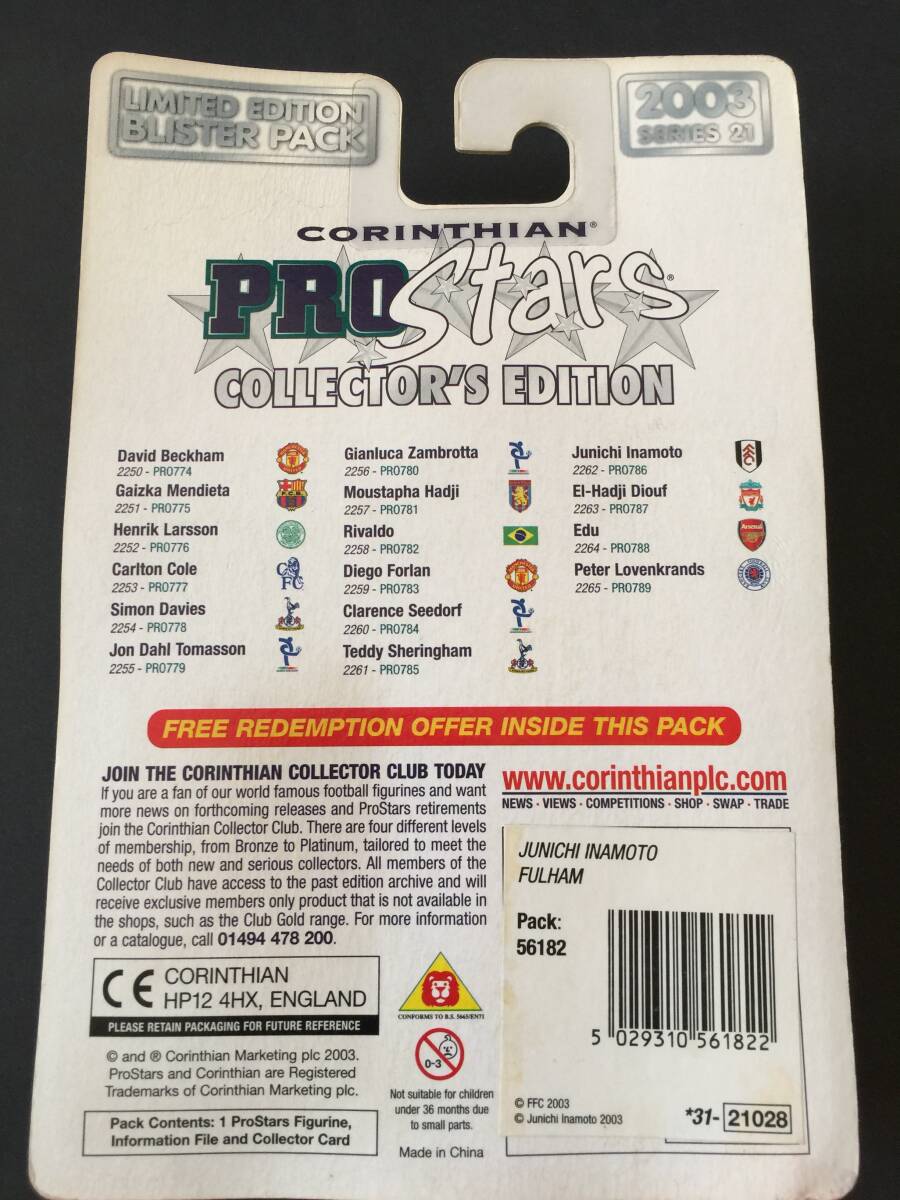 LIMITED EDITION
BLISTER PACK
2003
SERIES 21
CORINTHIAN®
PRO Stars®
COLLECTOR'S EDITION
David Beckham
2250 - PRO774
Gaizka Mendieta
2251 - PRO775
Henrik Larsson
2252 - PRO776
Carlton Cole
2253 - PRO777
Simon Davies
2254 - PRO778
Jon Dahl Tomasson
2255 - PRO779
Gianluca Zambrotta
2256 - PRO780
Moustapha Hadji
2257 - PRO781
Rivaldo
2258 - PRO782
Diego Forlan
2259 - PRO783
Clarence Seedorf
2260 - PRO784
Teddy Sheringham
2261 - PRO785
Junichi Inamoto
2262 - PRO786
El-Hadji Diouf
2263 - PRO787
Edu
2264 - PRO788
Arsenal
Peter Lovenkrands
2265 - PRO789
FREE REDEMPTION OFFER INSIDE THIS PACK
JOIN THE CORINTHIAN COLLECTOR CLUB TODAY
If you are a fan of our world famous football figurines and want
more news on forthcoming releases and ProStars retirements
join the Corinthian Collector Club. There are four different levels
of membership, from Bronze to Platinum, tailored to meet the
needs of both new and serious collectors. All members of the
Collector Club have access to the past edition archive and will
receive exclusive members only product that is not available in
the shops, such as the Club Gold range. For more information
or a catalogue, call 01494 478 200.
www.corinthianplc.com
NEWS · VIEWS · COMPETITIONS · SHOP · SWAP · TRADE
JUNICHI INAMOTO
FULHAM
Pack:
56182
5 029310 561822
© FFC 2003
© Junichi Inamoto 2003
*31- 21028
CE CORINTHIAN
HP12 4HX, ENGLAND
PLEASE RETAIN PACKAGING FOR FUTURE REFERENCE
© and ® Corinthian Marketing plc 2003.
ProStars and Corinthian are Registered
Trademarks of Corinthian Marketing plc.
Pack Contents: 1 ProStars Figurine,
Information File and Collector Card
CONFORMS TO B.S. 5665/EN71
0-3
Not suitable for children
under 36 months due
to small parts.
Made in China